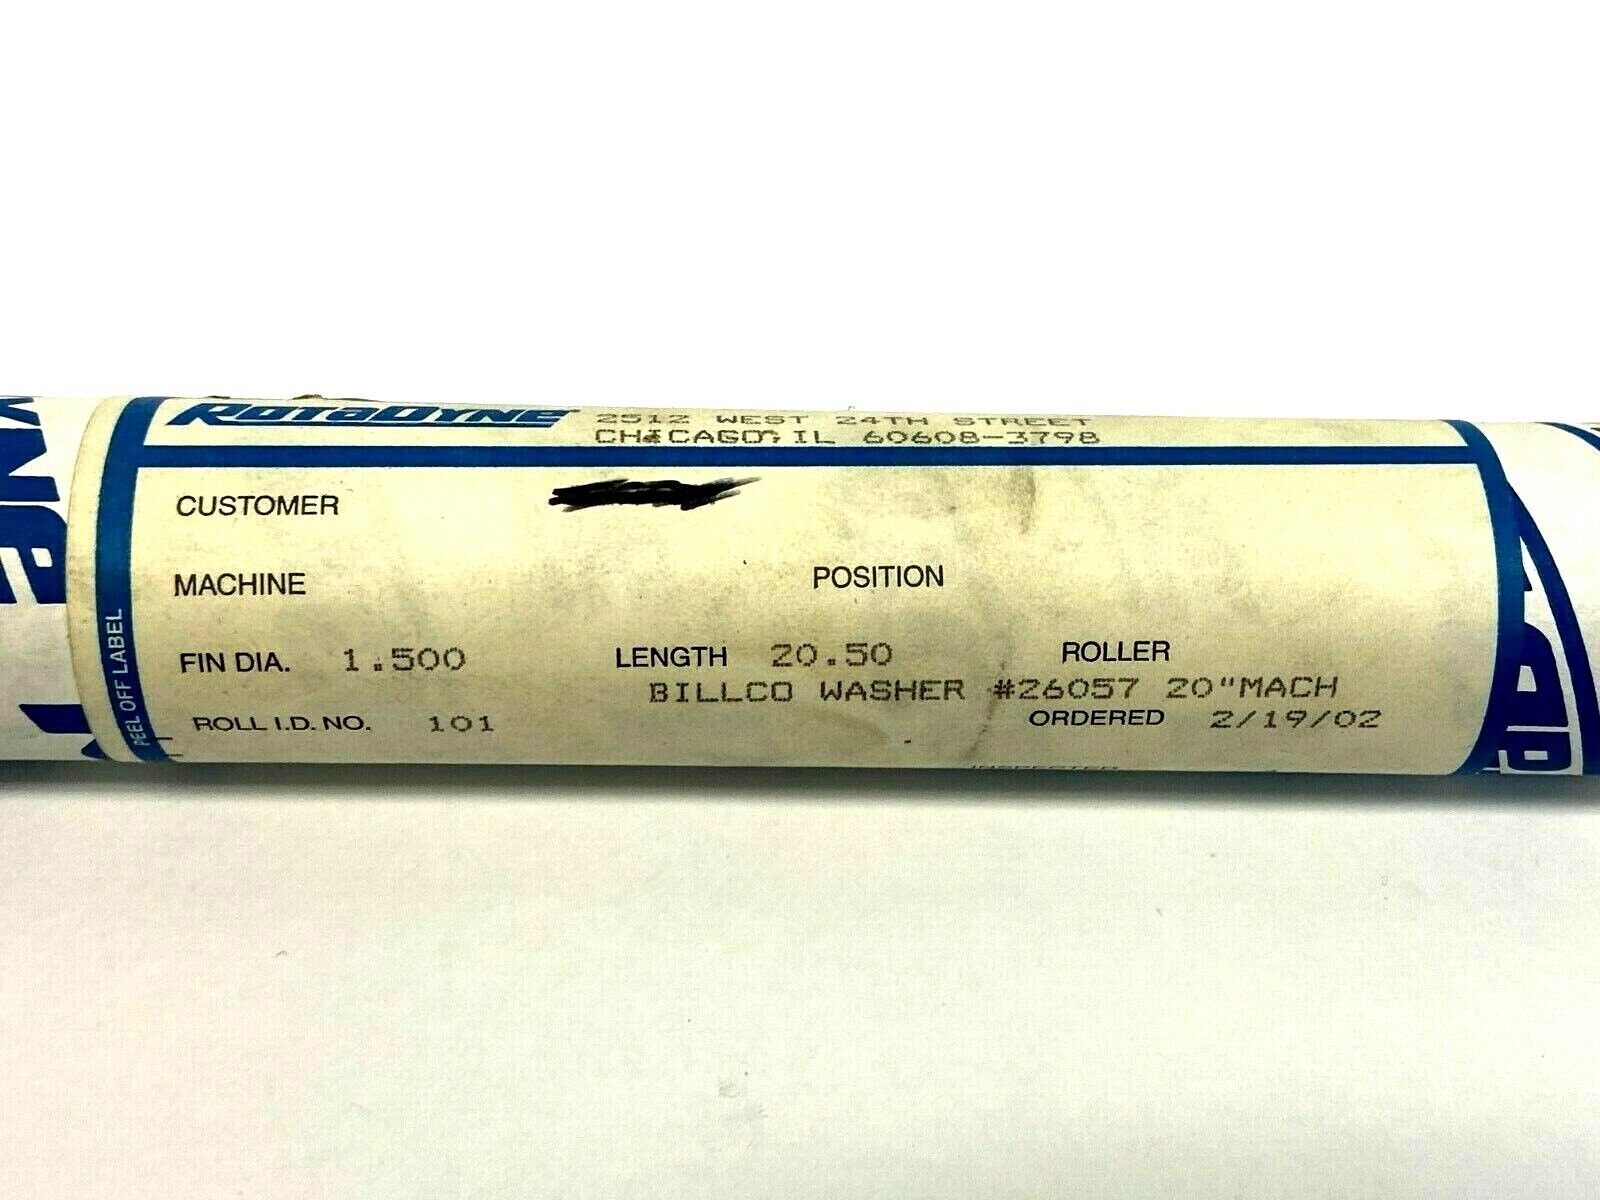 RotaDyne 2512 WEST 24TH STREET
CHICAGO, IL 60608-3798
CUSTOMER
MACHINE POSITION
FIN DIA. 1.500 LENGTH 20.50 ROLLER
BILLCO WASHER #26057 20"MACH
ROLL I.D. NO. 101 ORDERED 2/19/02
PEEL OFF LABEL